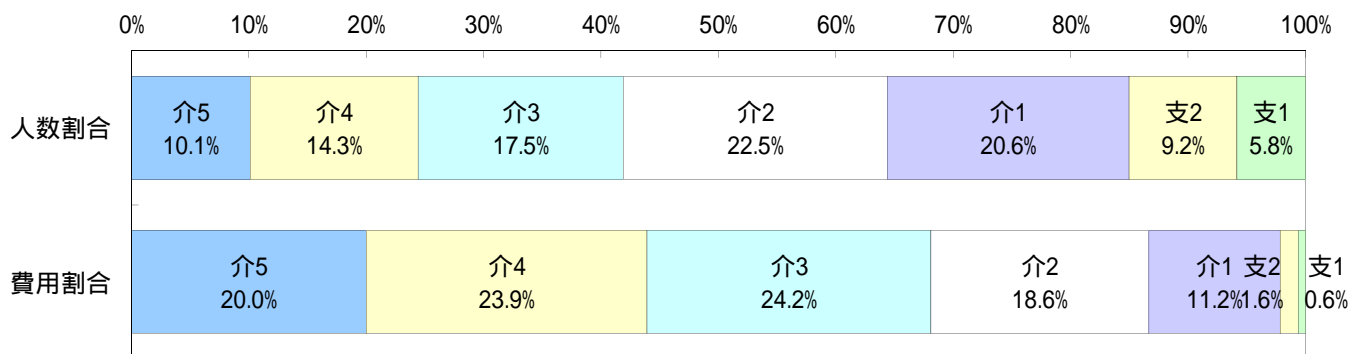 0% 10% 20% 30% 40% 50% 60% 70% 80% 90% 100%
人数割合
介5 介4 介3 介2 介1 支2 支1
10.1% 14.3% 17.5% 22.5% 20.6% 9.2% 5.8%
費用割合
介5 介4 介3 介2 介1 支2 支1
20.0% 23.9% 24.2% 18.6% 11.2% 1.6% 0.6%